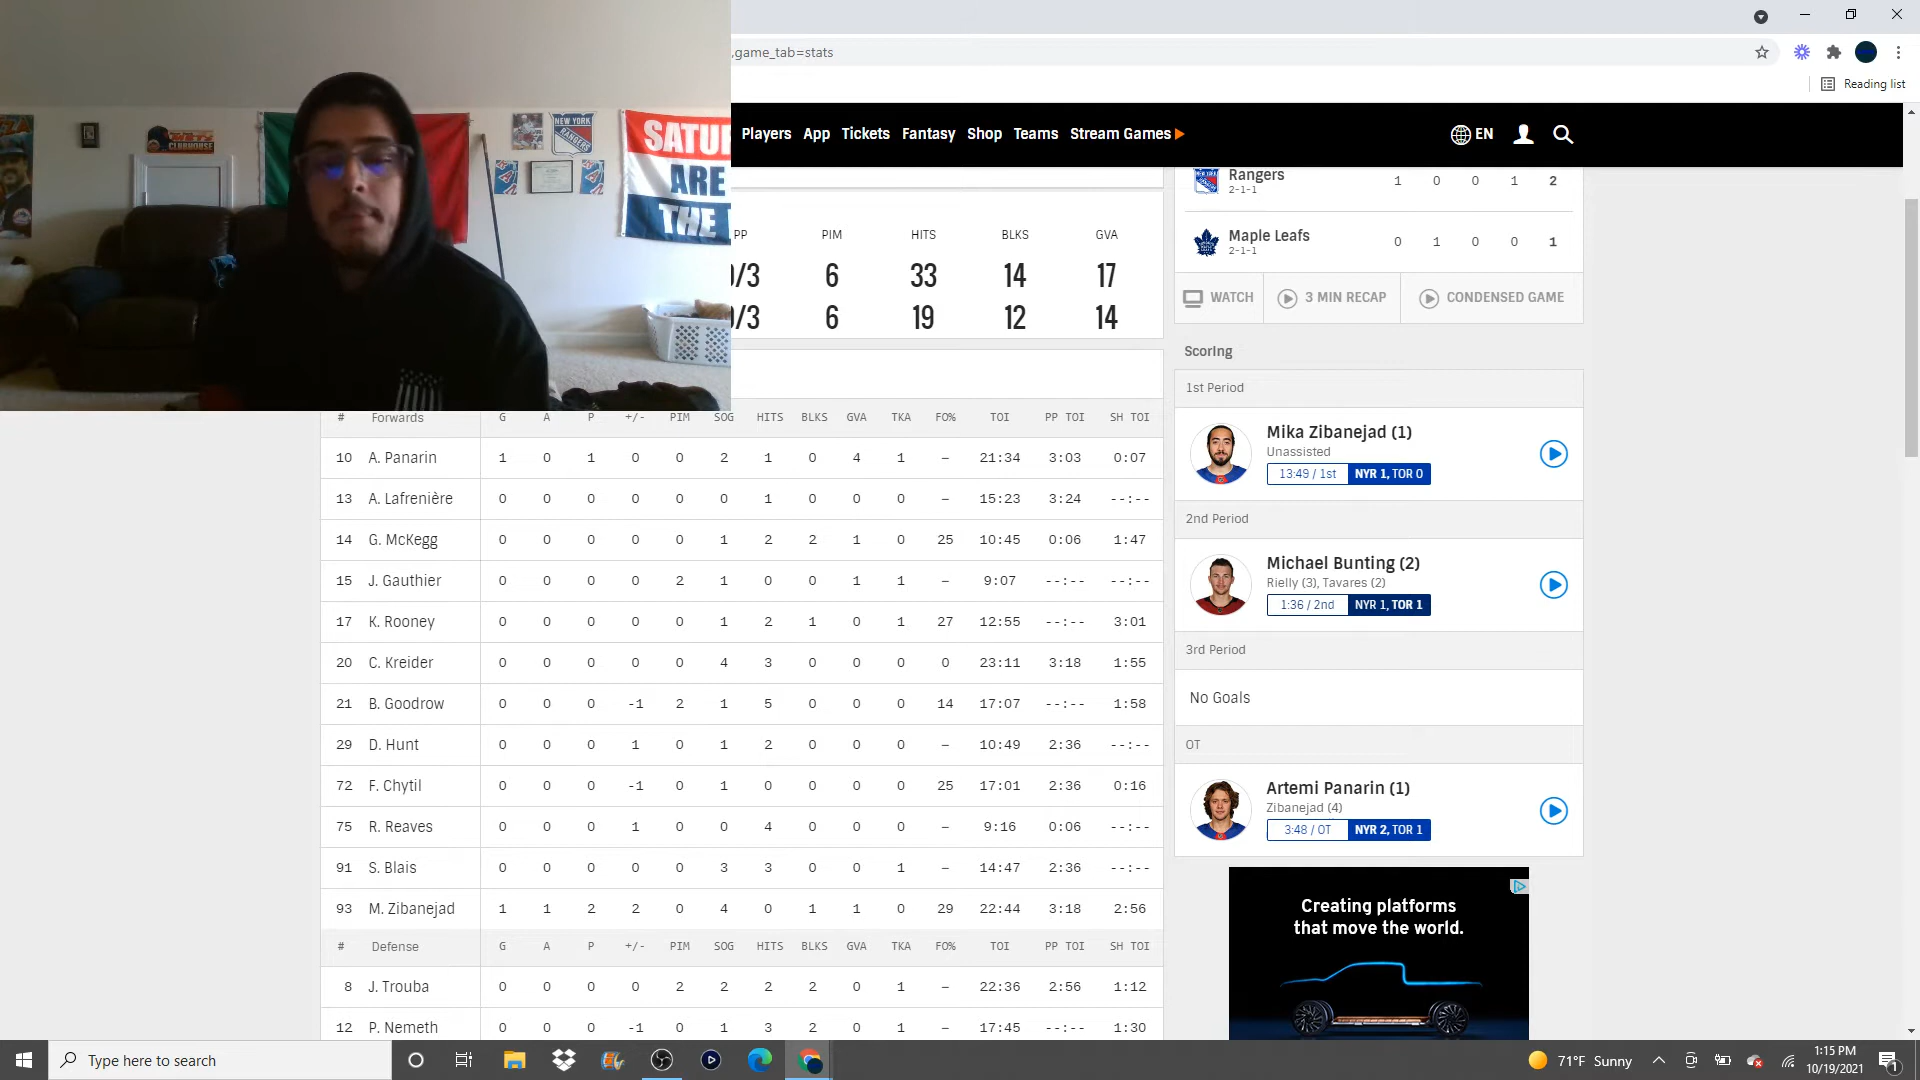 ,game_tab=stats
Reading list
Players App Tickets Fantasy Shop Teams Stream Games EN
CLUBHOUSE
NEW YORK
RANGERS
SATU
ARE
THE
PP PIM HITS BLKS GVA
0/3 6 33 14 17
0/3 6 19 12 14
Rangers 1 0 0 1 2
2-1-1
Maple Leafs 0 1 0 0 1
2-1-1
WATCH 3 MIN RECAP CONDENSED GAME
# Forwards G A P +/- PIM SOG HITS BLKS GVA TKA FO% TOI PP TOI SH TOI
10 A. Panarin 1 0 1 0 0 2 1 0 4 1 – 21:34 3:03 0:07
13 A. Lafrenière 0 0 0 0 0 0 1 0 0 0 – 15:23 3:24 --:--
14 G. McKegg 0 0 0 0 0 1 2 2 1 0 25 10:45 0:06 1:47
15 J. Gauthier 0 0 0 0 2 1 0 0 1 1 – 9:07 --:-- --:--
17 K. Rooney 0 0 0 0 0 1 2 1 0 1 27 12:55 --:-- 3:01
20 C. Kreider 0 0 0 0 0 4 3 0 0 0 0 23:11 3:18 1:55
21 B. Goodrow 0 0 0 -1 2 1 5 0 0 0 14 17:07 --:-- 1:58
29 D. Hunt 0 0 0 1 0 1 2 0 0 0 – 10:49 2:36 --:--
72 F. Chytil 0 0 0 -1 0 1 0 0 0 0 25 17:01 2:36 0:16
75 R. Reaves 0 0 0 1 0 0 4 0 0 0 – 9:16 0:06 --:--
91 S. Blais 0 0 0 0 0 3 3 0 0 1 – 14:47 2:36 --:--
93 M. Zibanejad 1 1 2 2 0 4 0 1 1 0 29 22:44 3:18 2:56
# Defense G A P +/- PIM SOG HITS BLKS GVA TKA FO% TOI PP TOI SH TOI
8 J. Trouba 0 0 0 0 2 2 2 2 0 1 – 22:36 2:56 1:12
12 P. Nemeth 0 0 0 -1 0 1 3 2 0 1 – 17:45 --:-- 1:30
Scoring
1st Period
Mika Zibanejad (1)
Unassisted
13:49 / 1st NYR 1, TOR 0
2nd Period
Michael Bunting (2)
Rielly (3), Tavares (2)
1:36 / 2nd NYR 1, TOR 1
3rd Period
No Goals
OT
Artemi Panarin (1)
Zibanejad (4)
3:48 / OT NYR 2, TOR 1
Creating platforms
that move the world.
Type here to search
71°F Sunny
1:15 PM
10/19/2021
1